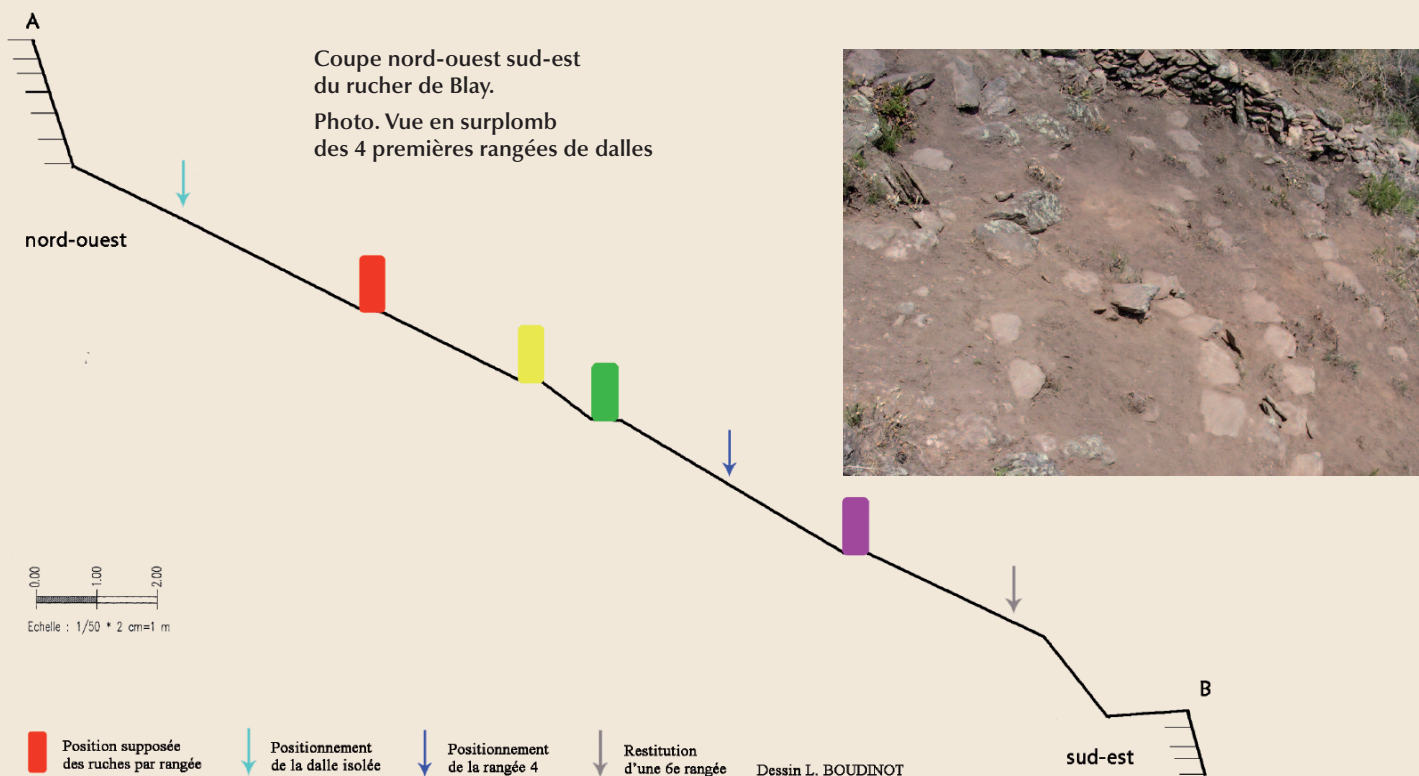 A
Coupe nord-ouest sud-est
du rucher de Blay.
Photo. Vue en surplomb
des 4 premières rangées de dalles
nord-ouest
0.00
1.00
2.00
Echelle : 1/50 * 2 cm=1 m
B
sud-est
Position supposée
des ruches par rangée
Positionnement
de la dalle isolée
Positionnement
de la rangée 4
Restitution
d'une 6e rangée
Dessin L. BOUDINOT